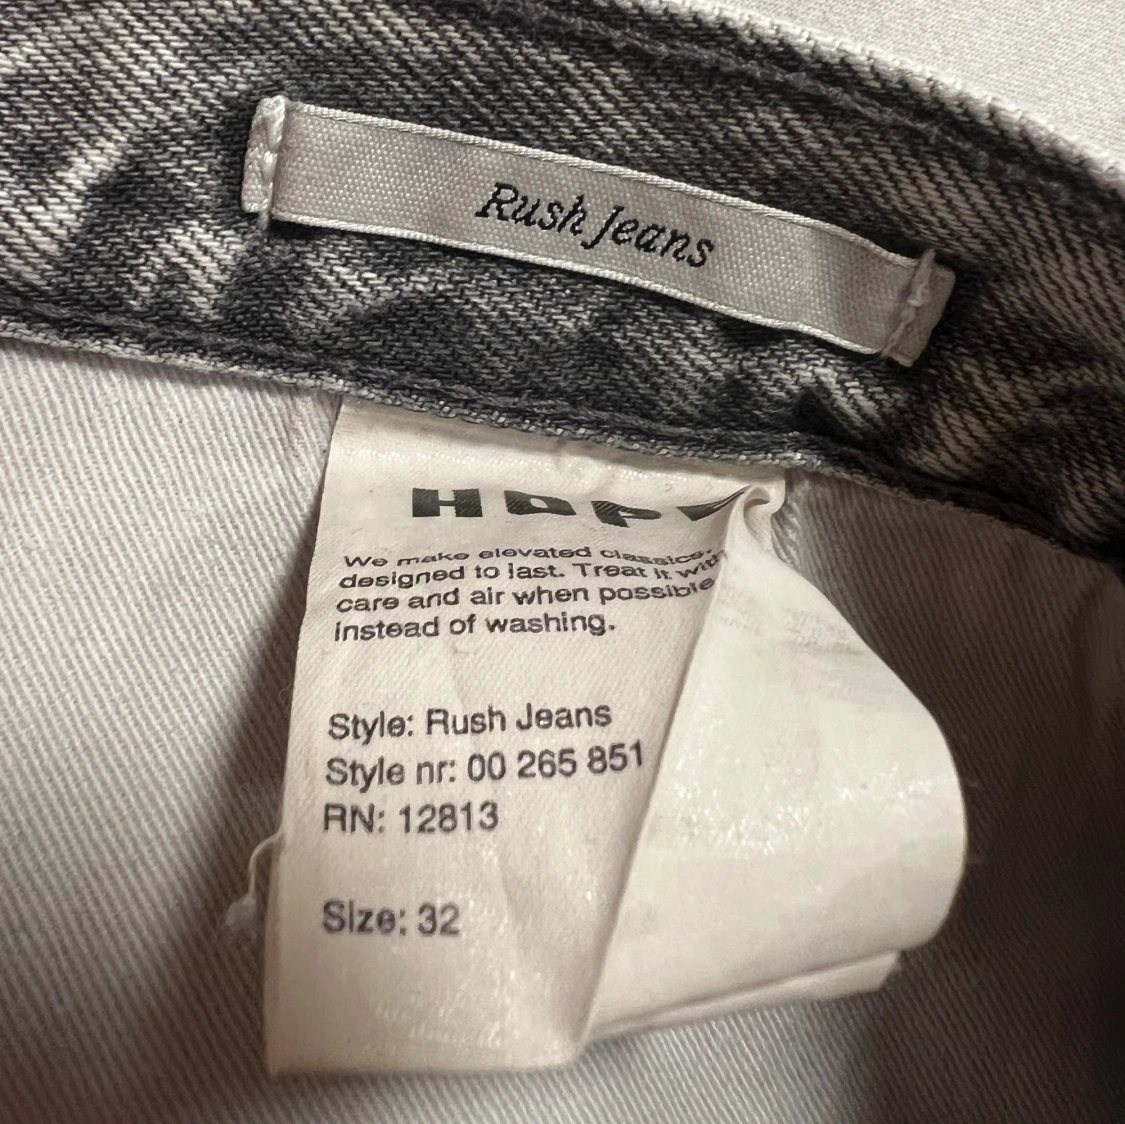 Rush Jeans
We make elevated classics,
designed to last. Treat it with
care and air when possible
instead of washing.
Style: Rush Jeans
Style nr: 00 265 851
RN: 12813
Size: 32